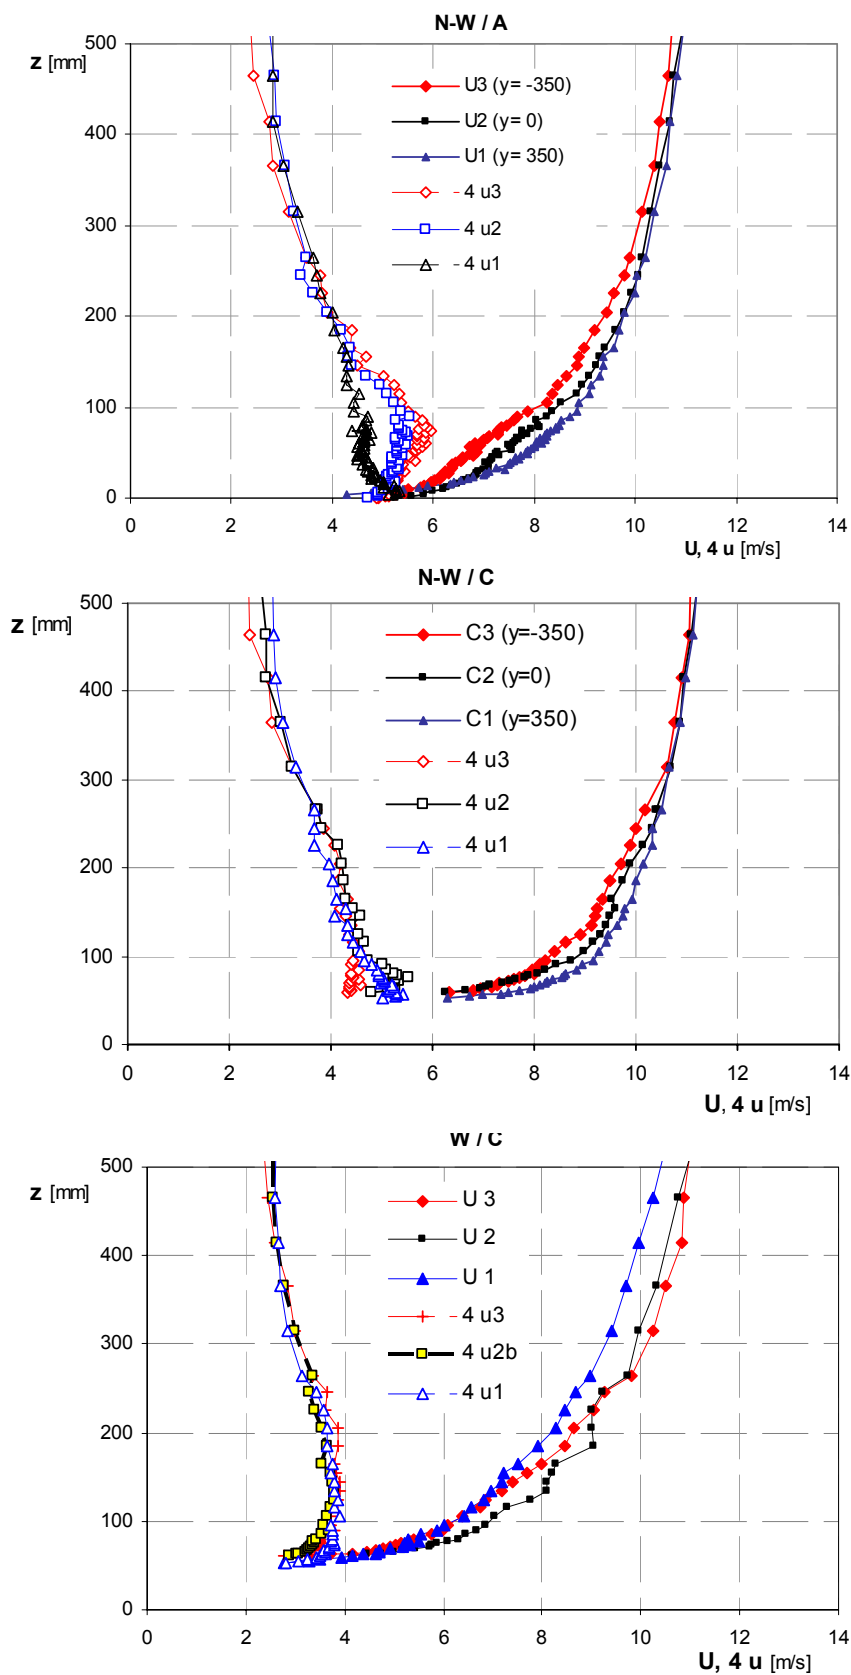 N-W / A
z [mm]
500
400
300
200
100
0
U3 (y= -350)
U2 (y= 0)
U1 (y= 350)
4 u3
4 u2
4 u1
0 2 4 6 8 10 12 14
U, 4 u [m/s]
N-W / C
z [mm]
500
400
300
200
100
0
C3 (y=-350)
C2 (y=0)
C1 (y=350)
4 u3
4 u2
4 u1
0 2 4 6 8 10 12 14
U, 4 u [m/s]
W / C
z [mm]
500
400
300
200
100
0
U 3
U 2
U 1
4 u3
4 u2b
4 u1
0 2 4 6 8 10 12 14
U, 4 u [m/s]